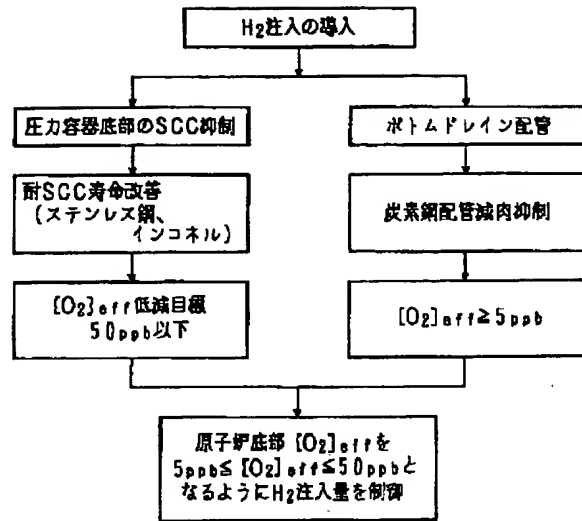 H2注入の導入
圧力容器底部のSCC抑制
ボトムドレイン配管
耐SCC寿命改善
(ステンレス鋼、
インコネル)
炭素鋼配管減肉抑制
[O2]eff低減目標
50ppb以下
[O2]eff≧5ppb
原子炉底部[O2]effを
5ppb≦[O2]eff≦50ppbと
なるようにH2注入量を制御